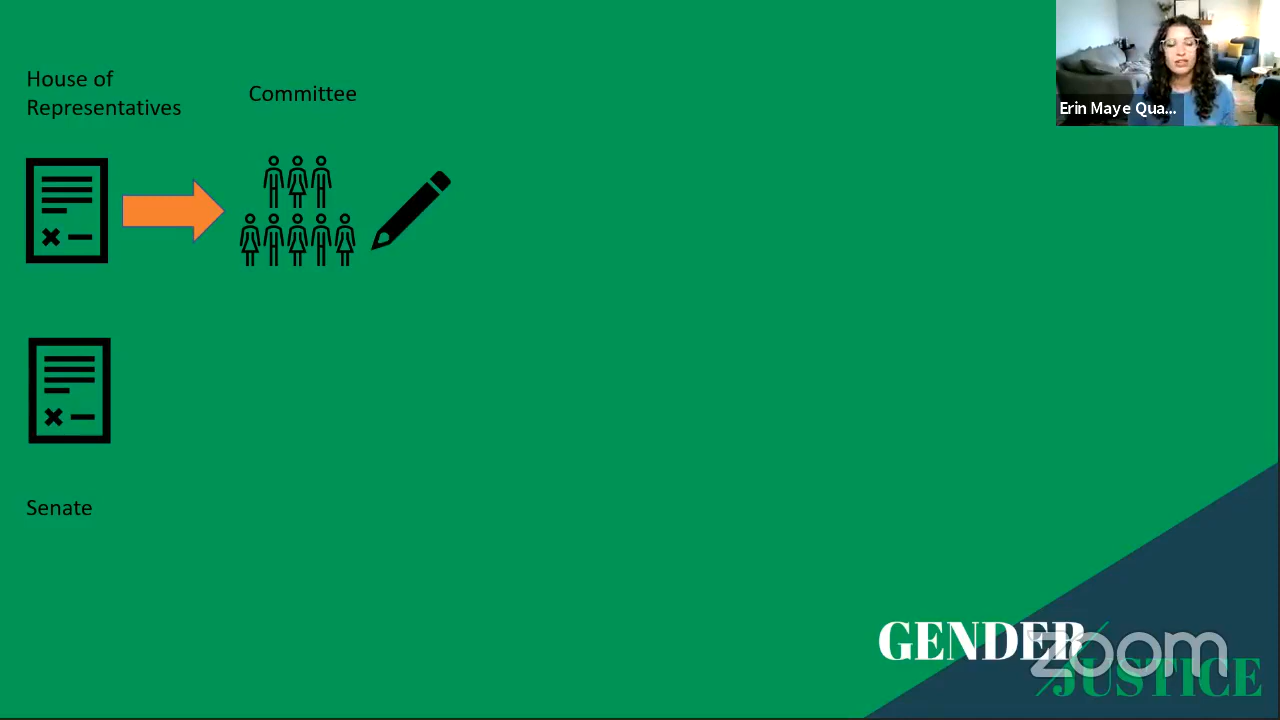 House of
Representatives
Committee
Erin Maye Qua...
Senate
GENDER
zoom
JUSTICE